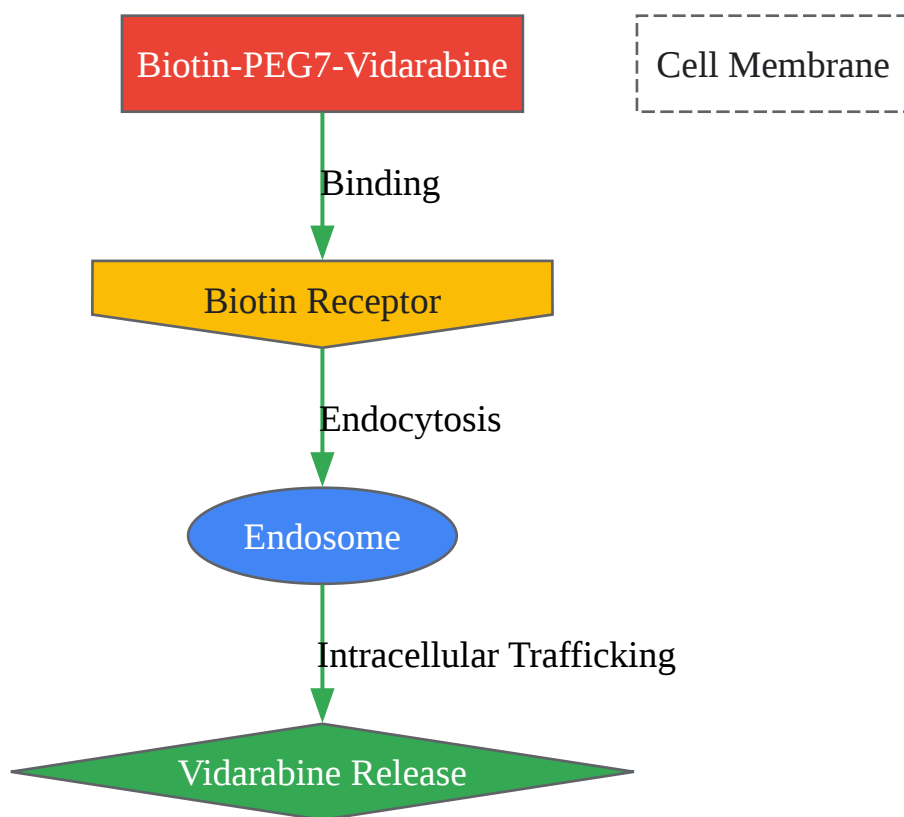 Biotin-PEG7-Vidarabine
Cell Membrane
Binding
Biotin Receptor
Endocytosis
Endosome
Intracellular Trafficking
Vidarabine Release